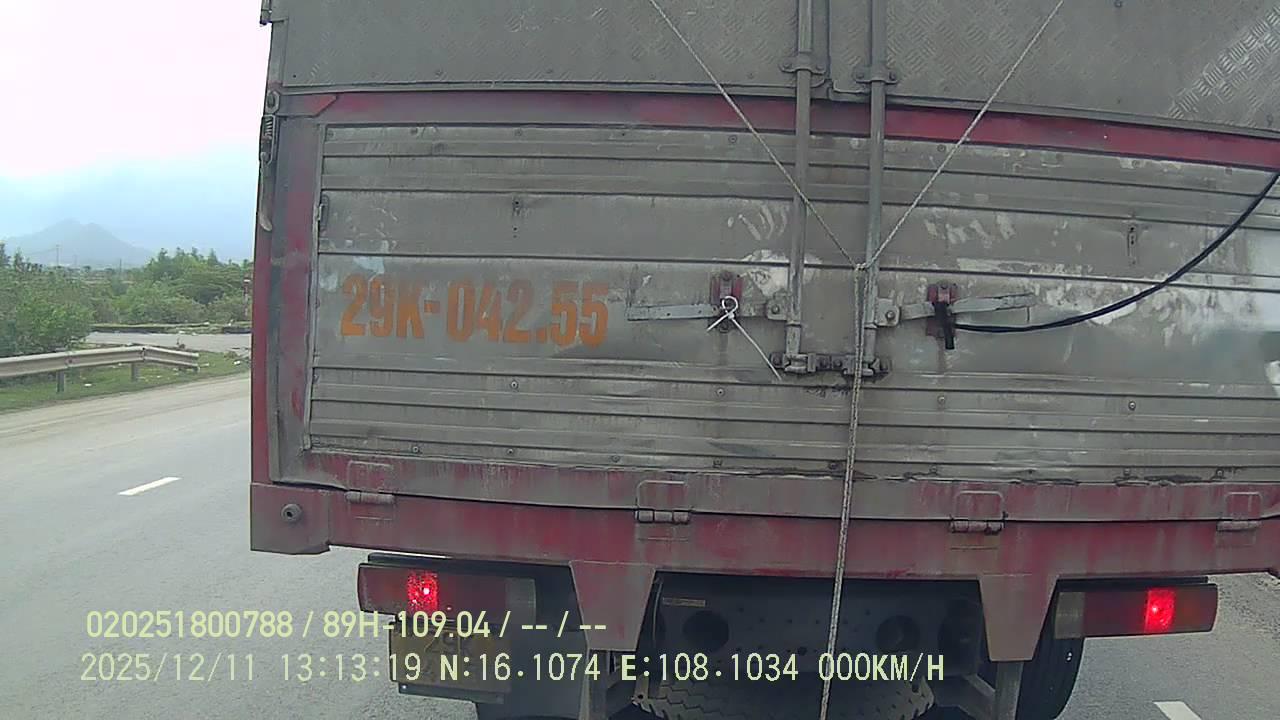 29K-042.55
020251800788 / 89H-109.04 / -- / --
2025/12/11 13:13:19 N:16.1074 E:108.1034 000KM/H